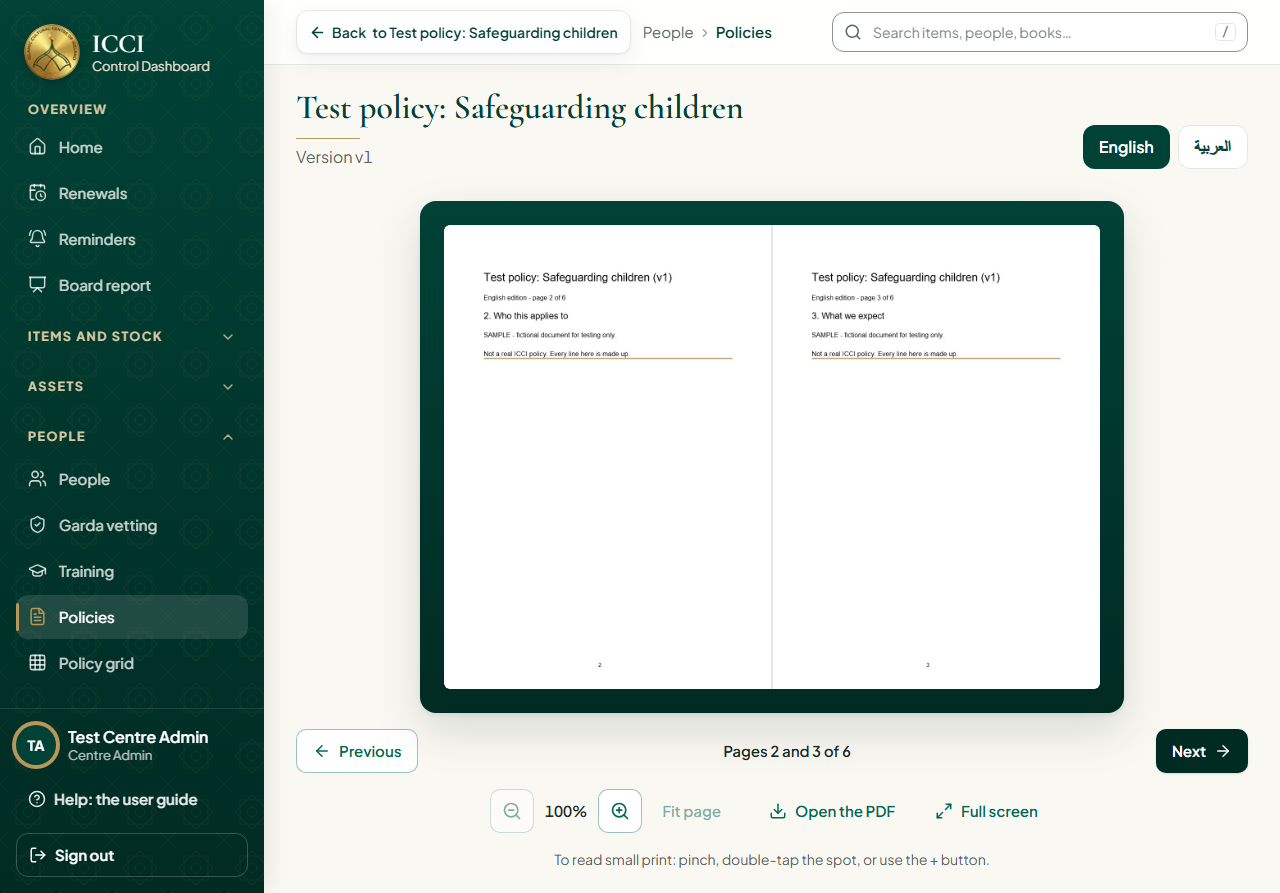 ICCI
Control Dashboard
OVERVIEW
Home
Renewals
Reminders
Board report
ITEMS AND STOCK
ASSETS
PEOPLE
People
Garda vetting
Training
Policies
Policy grid
TA
Test Centre Admin
Centre Admin
Help: the user guide
Sign out
Back to Test policy: Safeguarding children
People › Policies
Search items, people, books...
/
Test policy: Safeguarding children
Version v1
English
العربية
Test policy: Safeguarding children (v1)
English edition - page 2 of 6
2. Who this applies to
SAMPLE - fictional document for testing only.
Not a real ICCI policy. Every line here is made up.
2
Test policy: Safeguarding children (v1)
English edition - page 3 of 6
3. What we expect
SAMPLE - fictional document for testing only.
Not a real ICCI policy. Every line here is made up.
3
Previous
Pages 2 and 3 of 6
Next
100%
Fit page
Open the PDF
Full screen
To read small print: pinch, double-tap the spot, or use the + button.